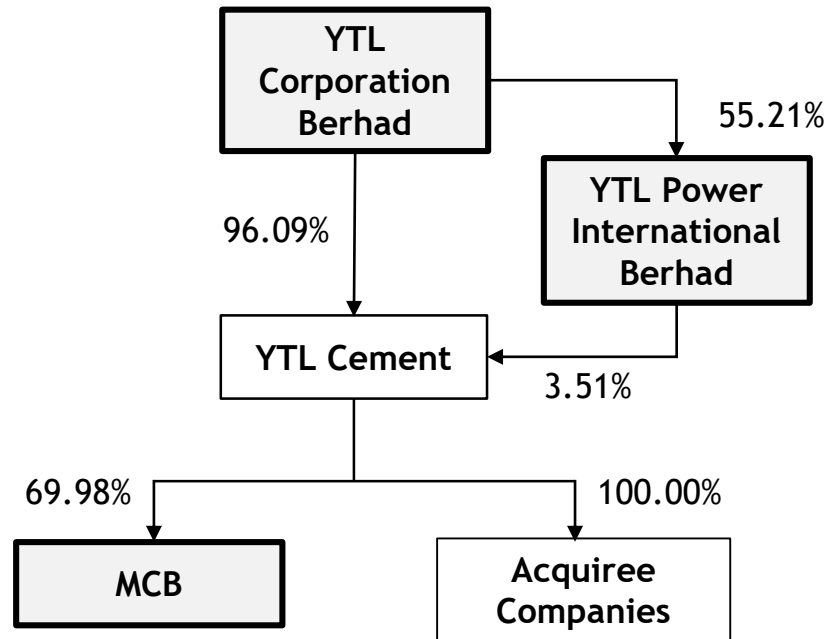 YTL
Corporation
Berhad
55.21%
YTL Power
International
Berhad
96.09%
YTL Cement
3.51%
69.98%
100.00%
MCB
Acquiree
Companies